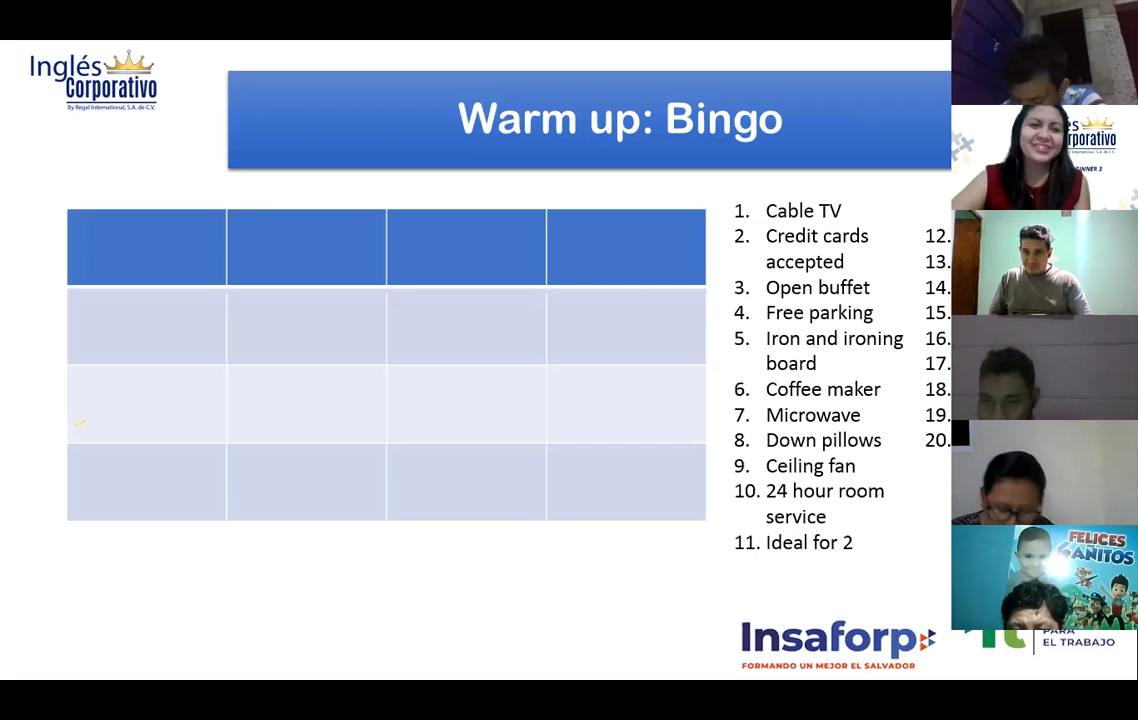 Inglés
Corporativo
By Regal International, S.A. de C.V.
Warm up: Bingo
1. Cable TV
2. Credit cards
accepted
3. Open buffet
4. Free parking
5. Iron and ironing
board
6. Coffee maker
7. Microwave
8. Down pillows
9. Ceiling fan
10. 24 hour room
service
11. Ideal for 2
12.
13.
14.
15.
16.
17.
18.
19.
20.
Insaforp
FORMANDO UN MEJOR EL SALVADOR
PARA
EL TRABAJO
FELICES
AÑITOS